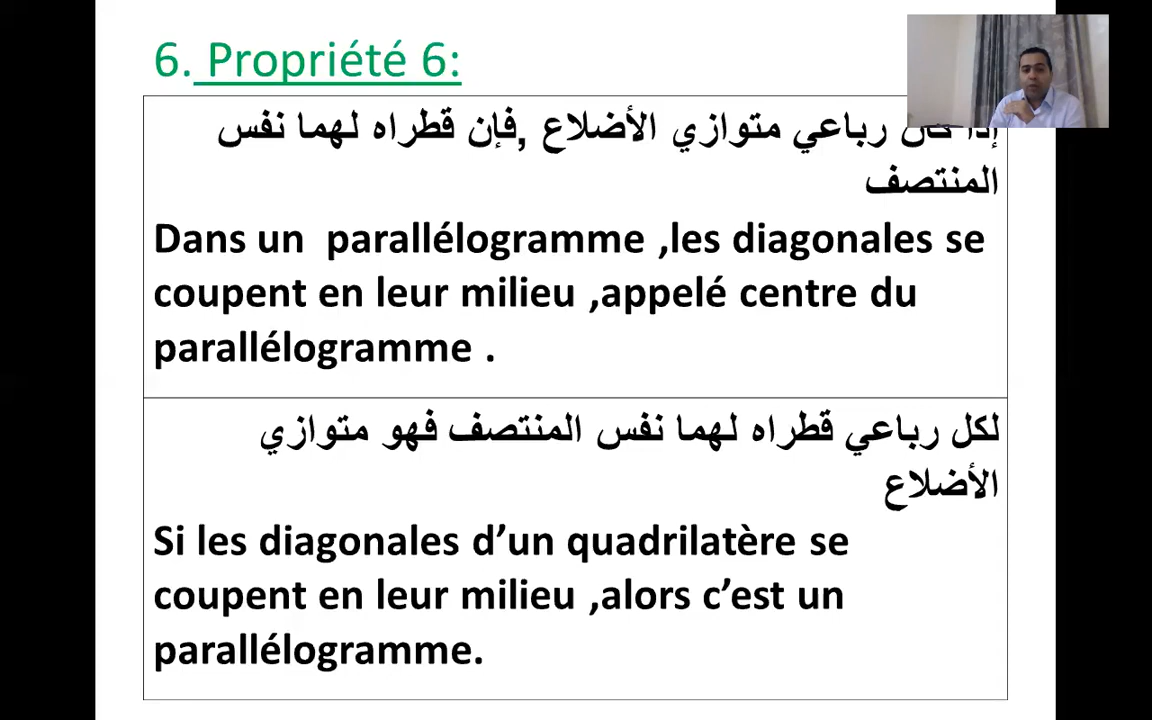 6. Propriété 6:
إذا كان رباعي متوازي الأضلاع ,فإن قطراه لهما نفس
المنتصف
Dans un parallélogramme ,les diagonales se
coupent en leur milieu ,appelé centre du
parallélogramme .
لكل رباعي قطراه لهما نفس المنتصف فهو متوازي
الأضلاع
Si les diagonales d’un quadrilatère se
coupent en leur milieu ,alors c’est un
parallélogramme.